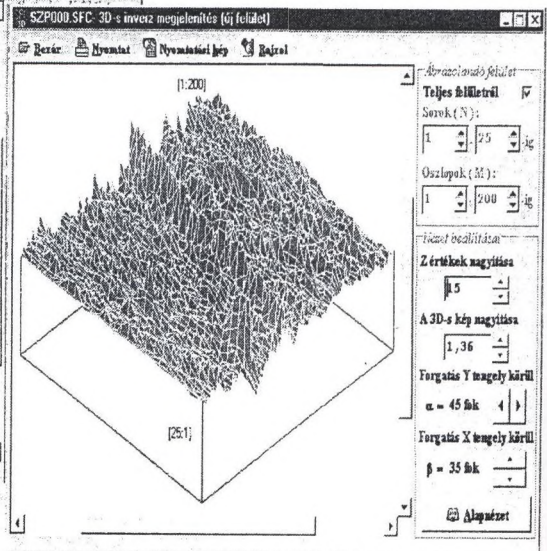 SZP000.SFC- 3D-s inverz megjelenítés (új felület)
Bezár Nyomtat Nyomtatási kép Rajzol
[1:200]
[25:1]
Ábrazolandó felület
Teljes felületről
Sorok ( N ) :
1 . 25 -ig
Oszlopok ( M ) :
1 . 200 -ig
Nézet beállításai
Z értékek nagyítása
15
A 3D-s kép nagyítása
1,36
Forgatás Y tengely körül
α = 45 fok
Forgatás X tengely körül
β = 35 fok
Alapnézet